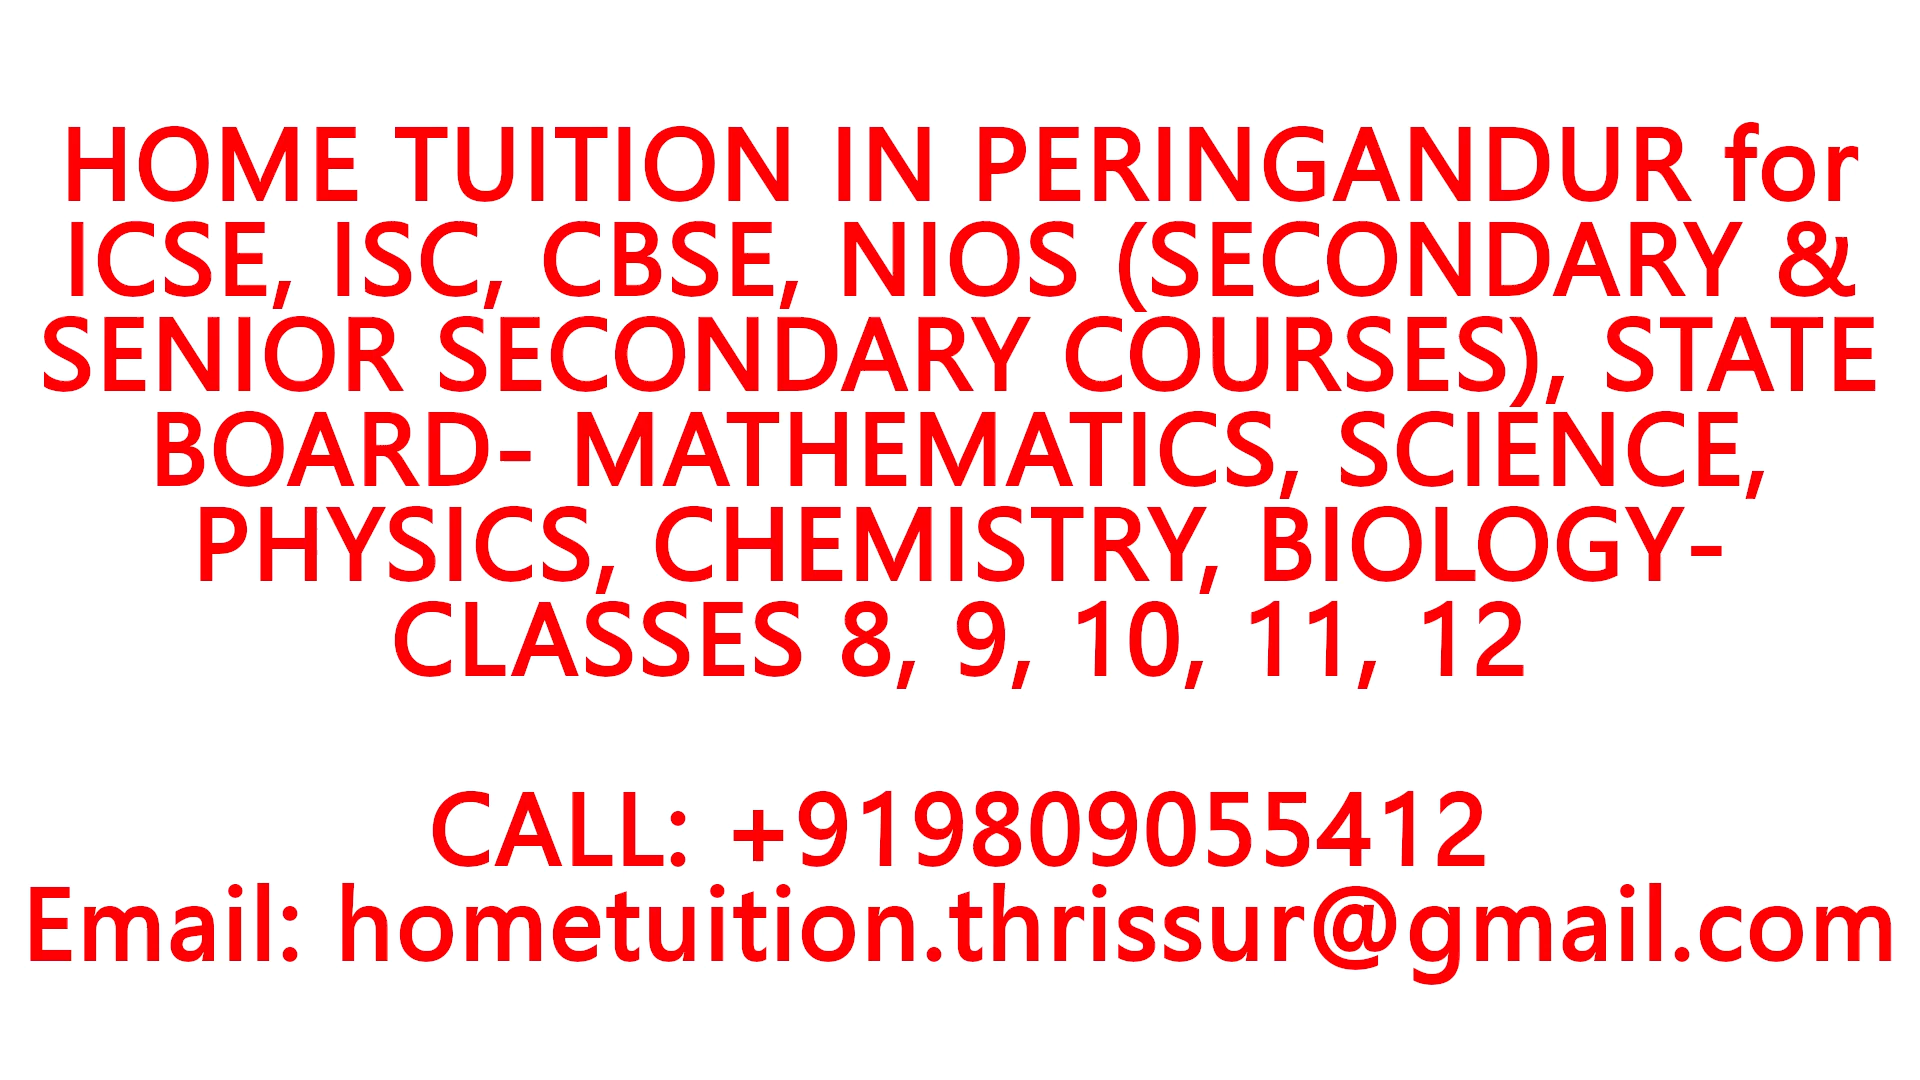 HOME TUITION IN PERINGANDUR for
ICSE, ISC, CBSE, NIOS (SECONDARY &
SENIOR SECONDARY COURSES), STATE
BOARD- MATHEMATICS, SCIENCE,
PHYSICS, CHEMISTRY, BIOLOGY-
CLASSES 8, 9, 10, 11, 12
CALL: +919809055412
Email: hometuition.thrissur@gmail.com